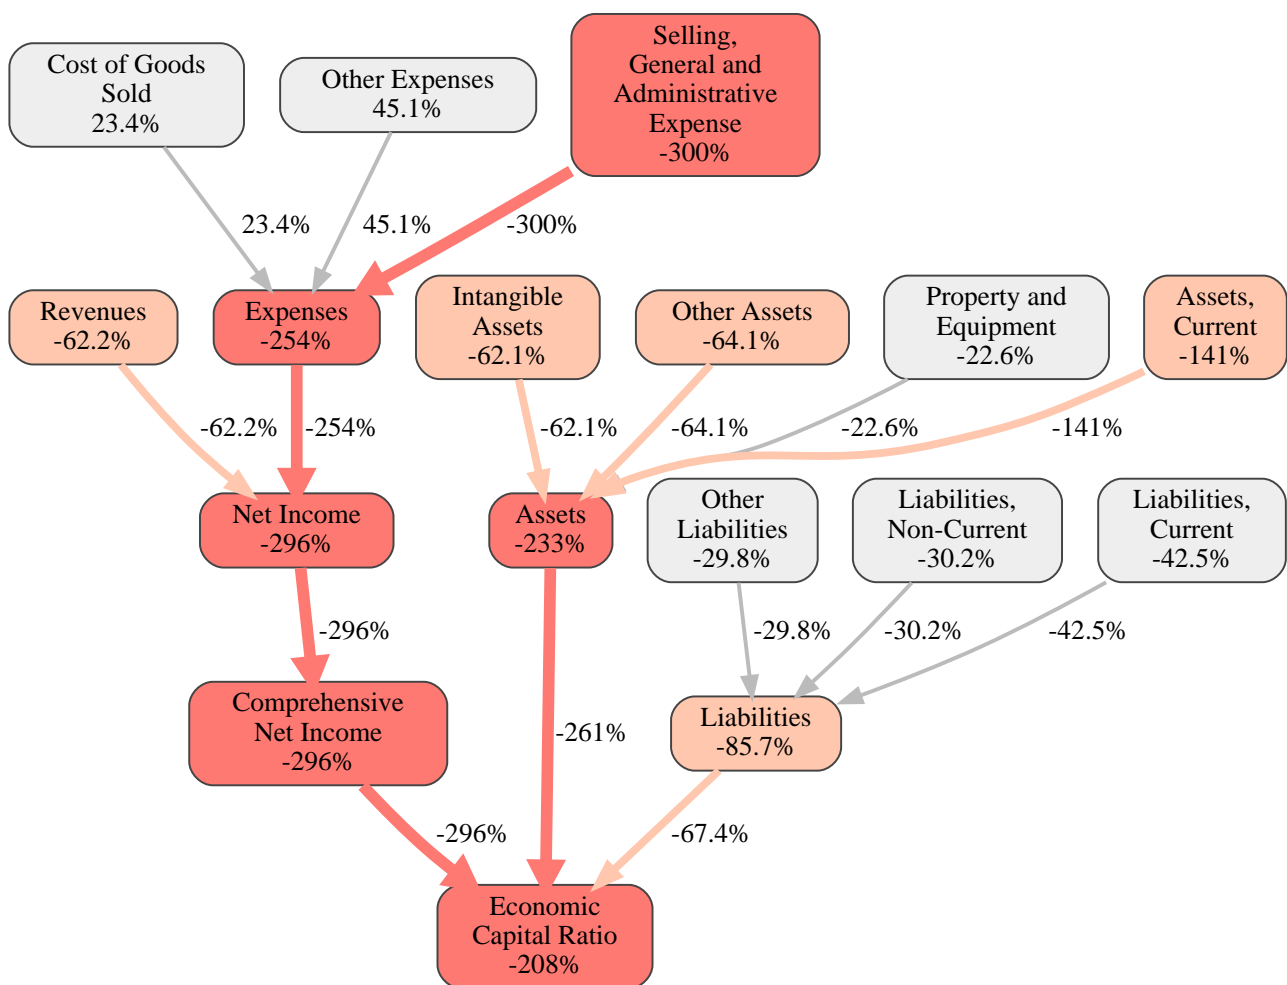 Cost of Goods
Sold
23.4%
Other Expenses
45.1%
Selling,
General and
Administrative
Expense
-300%
23.4%
45.1%
-300%
Revenues
-62.2%
Expenses
-254%
Intangible
Assets
-62.1%
Other Assets
-64.1%
Property and
Equipment
-22.6%
Assets,
Current
-141%
-62.2%
-254%
-62.1%
-64.1%
-22.6%
-141%
Net Income
-296%
Assets
-233%
Other
Liabilities
-29.8%
Liabilities,
Non-Current
-30.2%
Liabilities,
Current
-42.5%
-296%
-29.8%
-30.2%
-42.5%
Comprehensive
Net Income
-296%
-261%
Liabilities
-85.7%
-296%
-67.4%
Economic
Capital Ratio
-208%